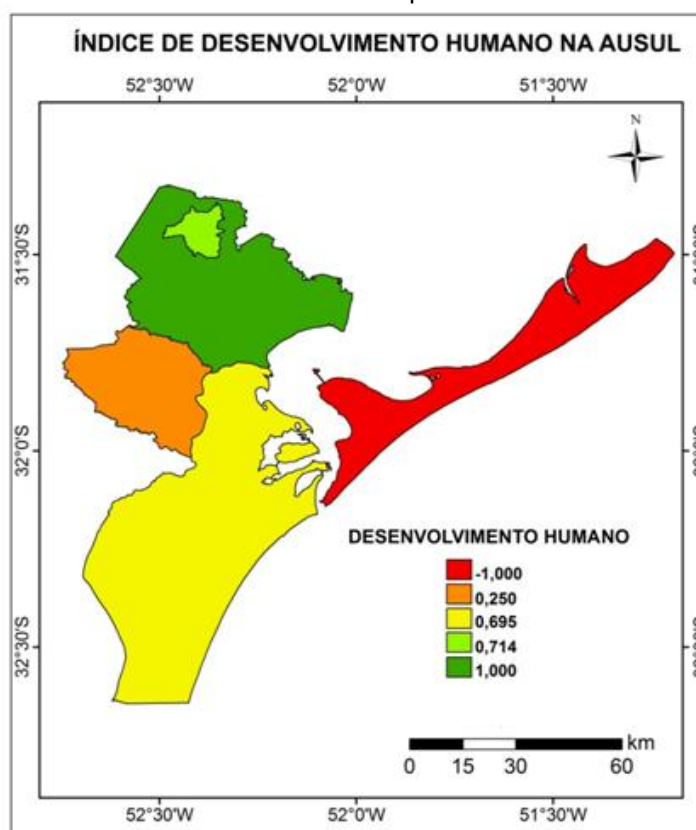 ÍNDICE DE DESENVOLVIMENTO HUMANO NA AUSUL
52°30'W 52°0'W 51°30'W
N
31°30'S
32°0'S
32°30'S
DESENVOLVIMENTO HUMANO
-1,000
0,250
0,695
0,714
1,000
km
0 15 30 60
52°30'W 52°0'W 51°30'W